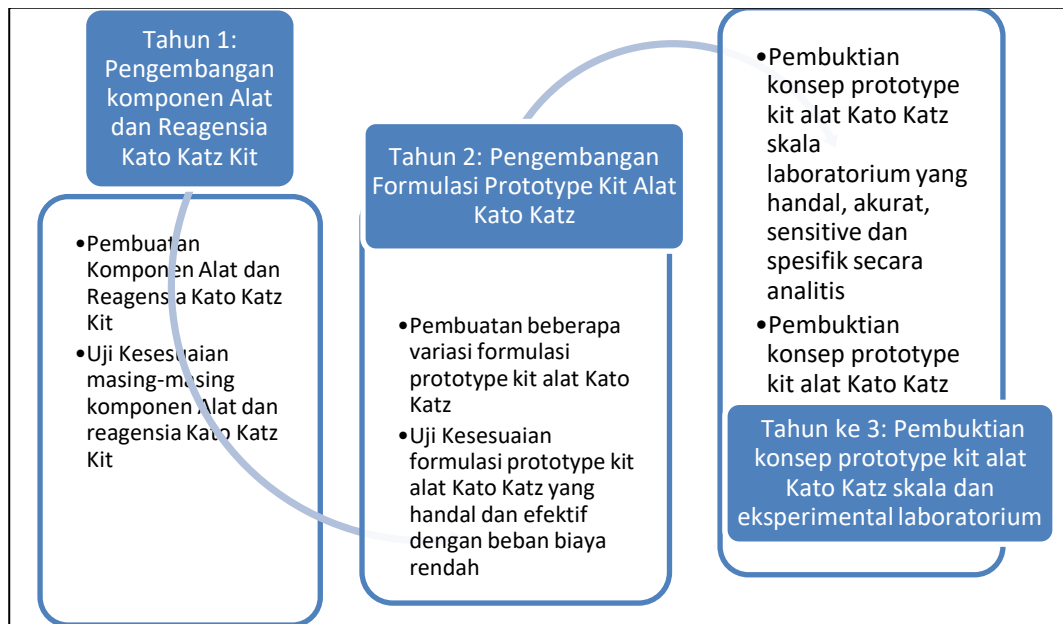 Tahun 1:
Pengembangan
komponen Alat
dan Reagensia
Kato Katz Kit
•Pembuatan
Komponen Alat dan
Reagensia Kato Katz
Kit
•Uji Kesesuaian
masing-masing
komponen Alat dan
reagensia Kato Katz
Kit
Tahun 2: Pengembangan
Formulasi Prototype Kit Alat
Kato Katz
•Pembuatan beberapa
variasi formulasi
prototype kit alat Kato
Katz
•Uji Kesesuaian
formulasi prototype kit
alat Kato Katz yang
handal dan efektif
dengan beban biaya
rendah
•Pembuktian
konsep prototype
kit alat Kato Katz
skala
laboratorium yang
handal, akurat,
sensitive dan
spesifik secara
analitis
•Pembuktian
konsep prototype
kit alat Kato Katz
Tahun ke 3: Pembuktian
konsep prototype kit alat
Kato Katz skala dan
eksperimental laboratorium